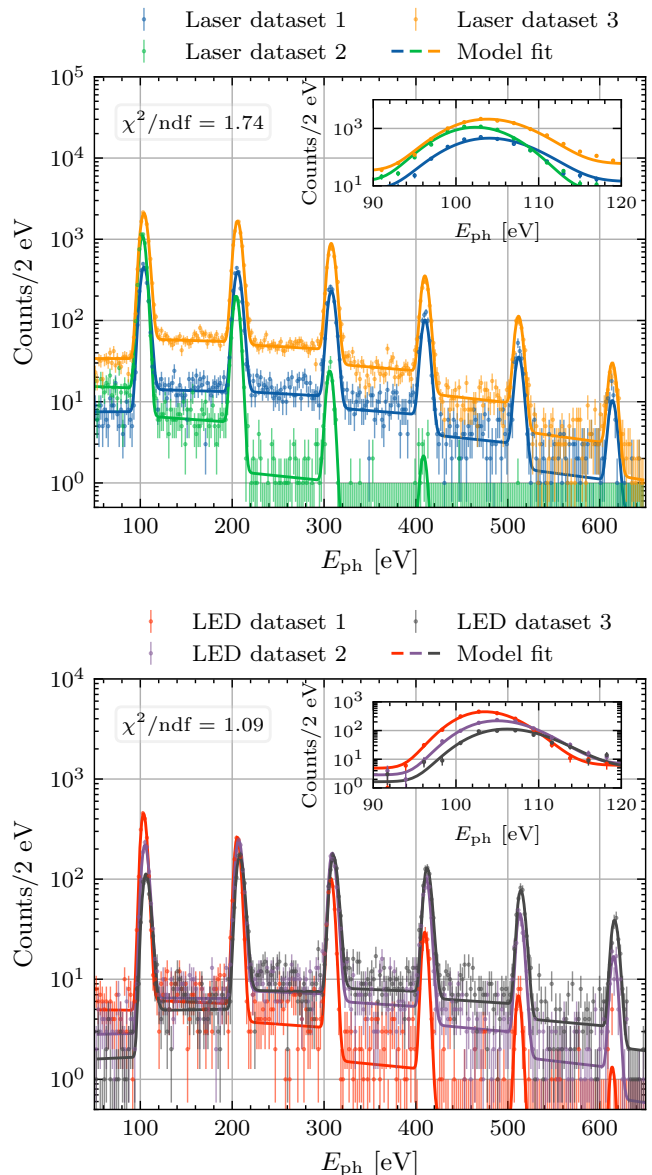 Laser dataset 1
Laser dataset 3
Laser dataset 2
Model fit
χ²/ndf = 1.74
10⁵
10⁴
10³
10²
10¹
10⁰
Counts/2 eV
100 200 300 400 500 600
E_ph [eV]
Counts/2 eV
10³
10¹
90 100 110 120
E_ph [eV]
LED dataset 1
LED dataset 3
LED dataset 2
Model fit
χ²/ndf = 1.09
10⁴
10³
10²
10¹
10⁰
Counts/2 eV
100 200 300 400 500 600
E_ph [eV]
Counts/2 eV
10³
10²
10¹
10⁰
90 100 110 120
E_ph [eV]